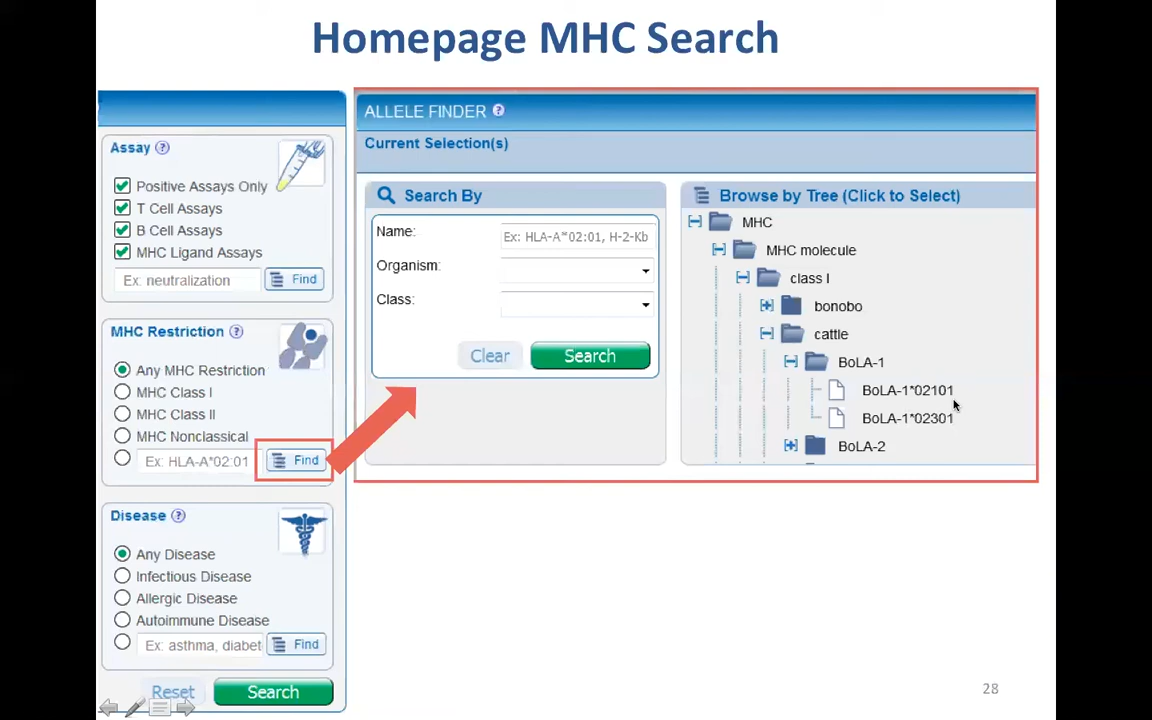 Homepage MHC Search
Assay ?
Positive Assays Only
T Cell Assays
B Cell Assays
MHC Ligand Assays
Ex: neutralization
Find
MHC Restriction ?
Any MHC Restriction
MHC Class I
MHC Class II
MHC Nonclassical
Ex: HLA-A*02:01
Find
Disease ?
Any Disease
Infectious Disease
Allergic Disease
Autoimmune Disease
Ex: asthma, diabet
Find
Reset
Search
ALLELE FINDER ?
Current Selection(s)
Search By
Name:
Ex: HLA-A*02:01, H-2-Kb
Organism:
Class:
Clear
Search
Browse by Tree (Click to Select)
MHC
MHC molecule
class I
bonobo
cattle
BoLA-1
BoLA-1*02101
BoLA-1*02301
BoLA-2
28